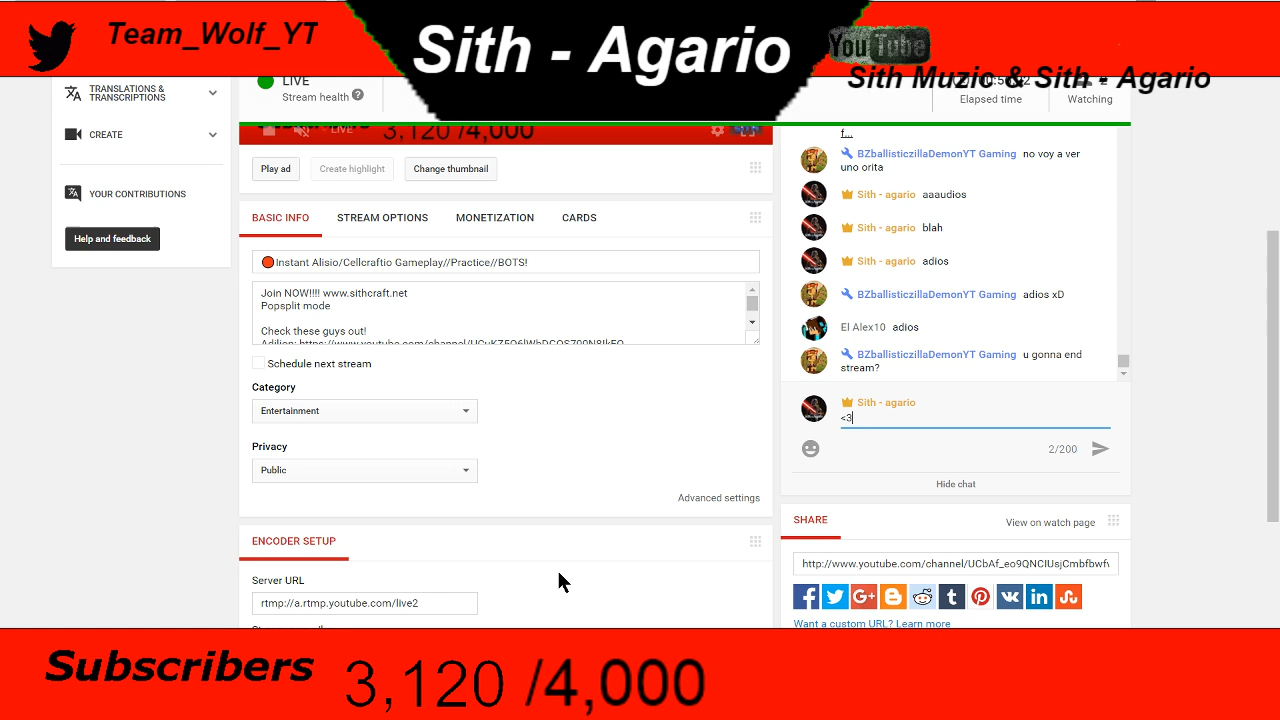 Team_Wolf_YT
Sith - Agario
YouTube
Sith Muzic & Sith - Agario
TRANSLATIONS &
TRANSCRIPTIONS
CREATE
YOUR CONTRIBUTIONS
Help and feedback
LIVE
Stream health ?
Elapsed time
Watching
LIVE
3,120 /4,000
Play ad
Create highlight
Change thumbnail
BASIC INFO
STREAM OPTIONS
MONETIZATION
CARDS
Instant Alisio/Cellcraftio Gameplay//Practice//BOTS!
Join NOW!!!! www.sithcraft.net
Popsplit mode
Check these guys out!
Schedule next stream
Category
Entertainment
Privacy
Public
Advanced settings
ENCODER SETUP
Server URL
rtmp://a.rtmp.youtube.com/live2
f...
BZballisticzillaDemonYT Gaming no voy a ver
uno orita
Sith - agario aaaudios
Sith - agario blah
Sith - agario adios
BZballisticzillaDemonYT Gaming adios xD
El Alex10 adios
BZballisticzillaDemonYT Gaming u gonna end
stream?
Sith - agario
<3
2/200
Hide chat
SHARE
View on watch page
Want a custom URL? Learn more
Subscribers 3,120 /4,000